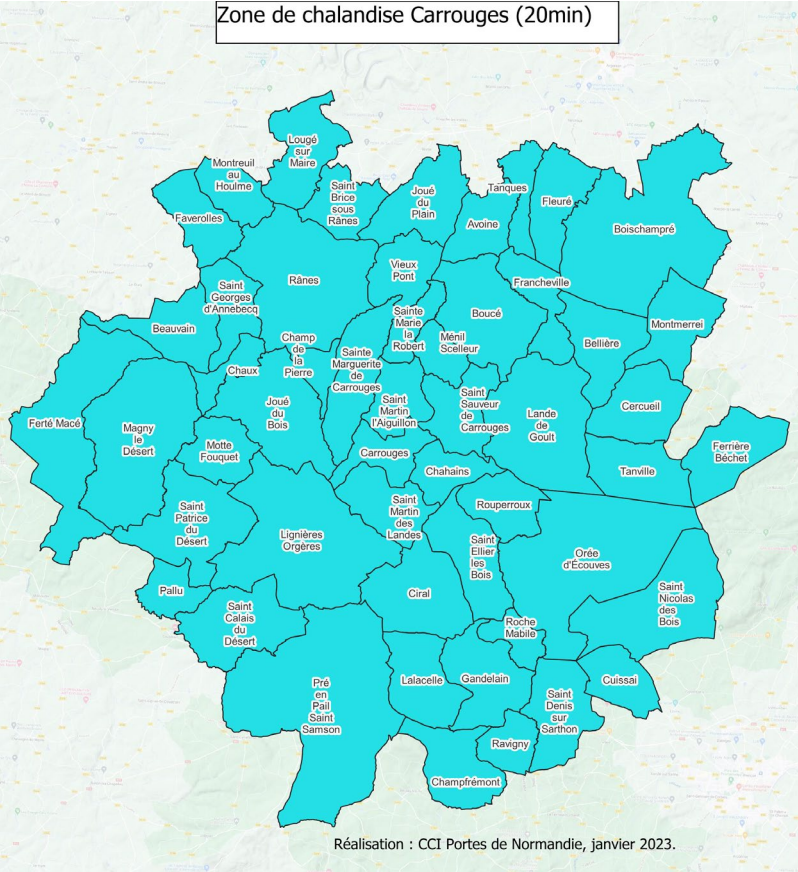 Zone de chalandise Carrouges (20min)
Lougé
sur
Maire
Montreuil
au
Houlme
Saint
Brice
sous
Rânes
Joué
du
Plain
Tanques
Fleuré
Faverolles
Avoine
Boischampré
Vieux
Pont
Rânes
Francheville
Saint
Georges
d'Annebecq
Boucé
Sainte
Marie
la
Robert
Montmerrei
Beauvain
Ménil
Scelleur
Bellière
Champ
de
la
Pierre
Sainte
Marguerite
de
Carrouges
Chaux
Joué
du
Bois
Saint
Martin
l'Aiguillon
Saint
Sauveur
de
Carrouges
Cercueil
Lande
de
Goult
Ferté Macé
Magny
le
Désert
Motte
Fouquet
Carrouges
Ferrière
Béchet
Chahains
Tanville
Saint
Patrice
du
Désert
Saint
Martin
des
Landes
Rouperroux
Lignières
Orgères
Saint
Ellier
les
Bois
Orée
d'Écouves
Pallu
Ciral
Saint
Nicolas
des
Bois
Saint
Calais
du
Désert
Roche
Mabile
Pré
en
Pail
Saint
Samson
Lalacelle
Gandelain
Cuissai
Saint
Denis
sur
Sarthon
Ravigny
Champfrémont
Réalisation : CCI Portes de Normandie, janvier 2023.